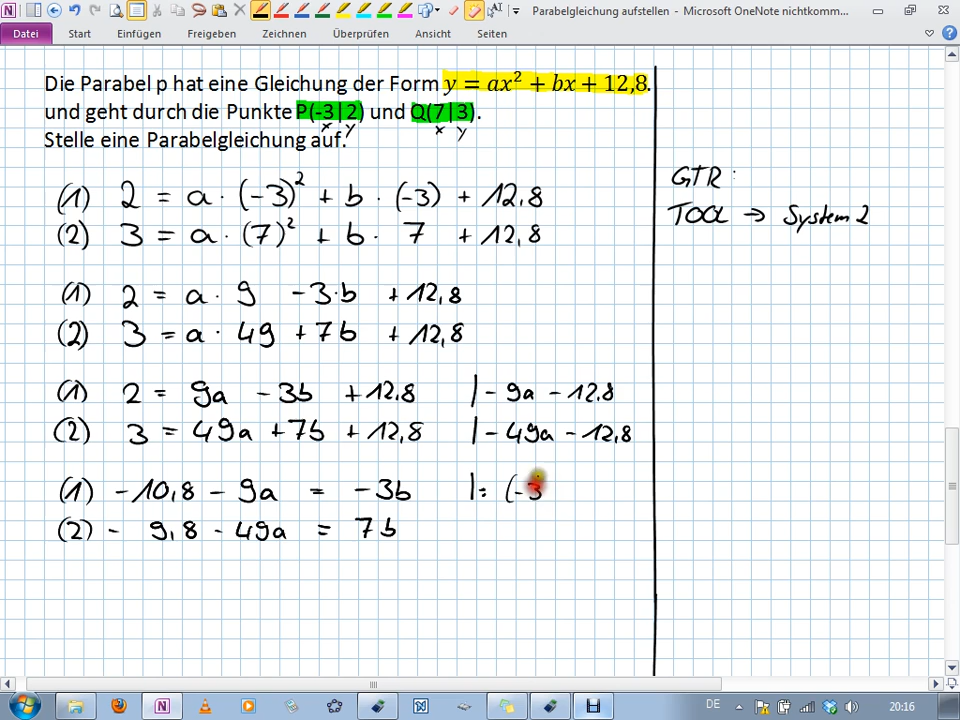 Parabelgleichung aufstellen - Microsoft OneNote nichtkomm...
Datei Start Einfügen Freigeben Zeichnen Überprüfen Ansicht Seiten
Die Parabel p hat eine Gleichung der Form y = ax² + bx + 12,8.
und geht durch die Punkte P(-3|2) und Q(7|3).
x y x y
Stelle eine Parabelgleichung auf.
(1) 2 = a · (-3)² + b · (-3) + 12,8
(2) 3 = a · (7)² + b · 7 + 12,8
(1) 2 = a · 9 - 3·b + 12,8
(2) 3 = a · 49 + 7b + 12,8
(1) 2 = 9a - 3b + 12,8 | - 9a - 12,8
(2) 3 = 49a + 7b + 12,8 | - 49a - 12,8
(1) - 10,8 - 9a = - 3b | : (-3
(2) - 9,8 - 49a = 7b
GTR :
TOOL → System 2
DE 20:16